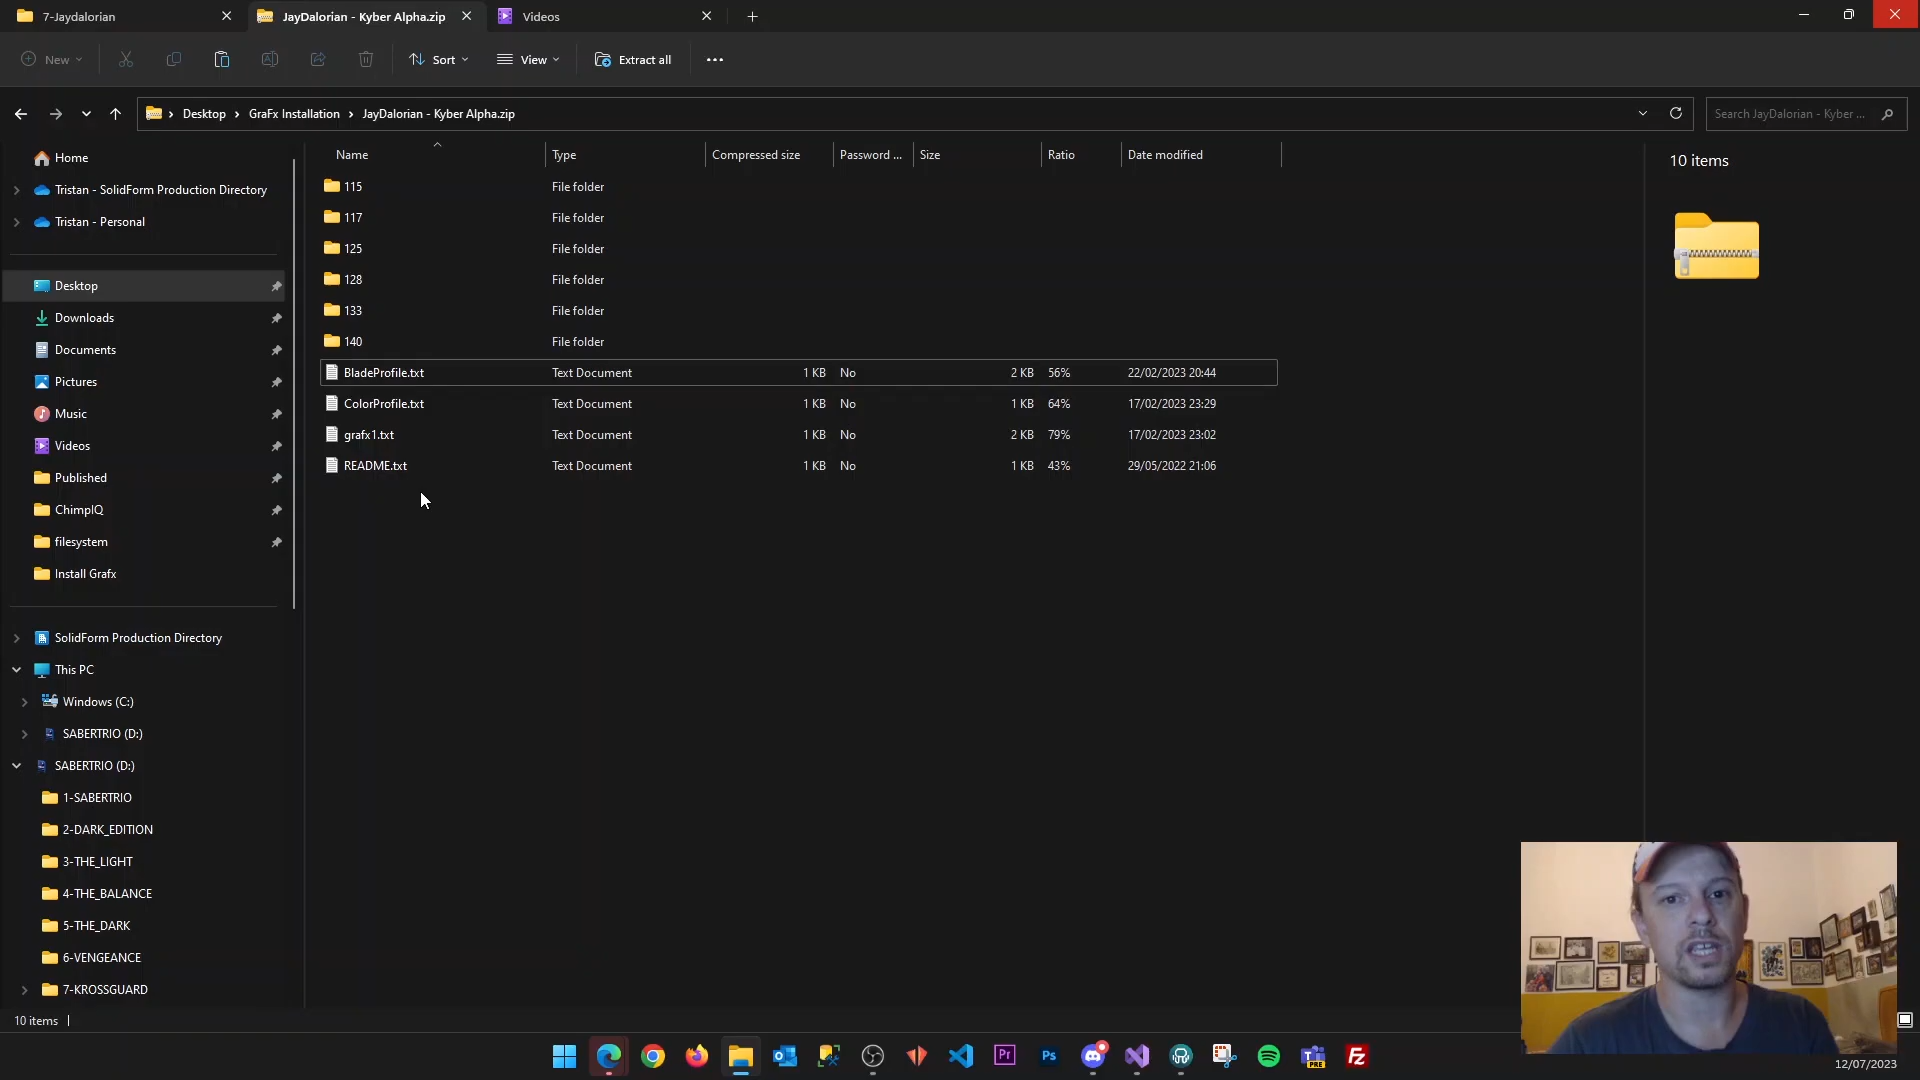 7-Jaydalorian
JayDalorian - Kyber Alpha.zip
Videos
New
Sort
View
Extract all
Desktop
GraFx Installation
JayDalorian - Kyber Alpha.zip
Search JayDalorian - Kyber ...
Name
Type
Compressed size
Password ...
Size
Ratio
Date modified
115 File folder
117 File folder
125 File folder
128 File folder
133 File folder
140 File folder
BladeProfile.txt Text Document 1 KB No 2 KB 56% 22/02/2023 20:44
ColorProfile.txt Text Document 1 KB No 1 KB 64% 17/02/2023 23:29
grafx1.txt Text Document 1 KB No 2 KB 79% 17/02/2023 23:02
README.txt Text Document 1 KB No 1 KB 43% 29/05/2022 21:06
10 items
Home
Tristan - SolidForm Production Directory
Tristan - Personal
Desktop
Downloads
Documents
Pictures
Music
Videos
Published
ChimpIQ
filesystem
Install Grafx
SolidForm Production Directory
This PC
Windows (C:)
SABERTRIO (D:)
SABERTRIO (D:)
1-SABERTRIO
2-DARK_EDITION
3-THE_LIGHT
4-THE_BALANCE
5-THE_DARK
6-VENGEANCE
7-KROSSGUARD
10 items
Pr
Ps
PRE
FZ
12/07/2023